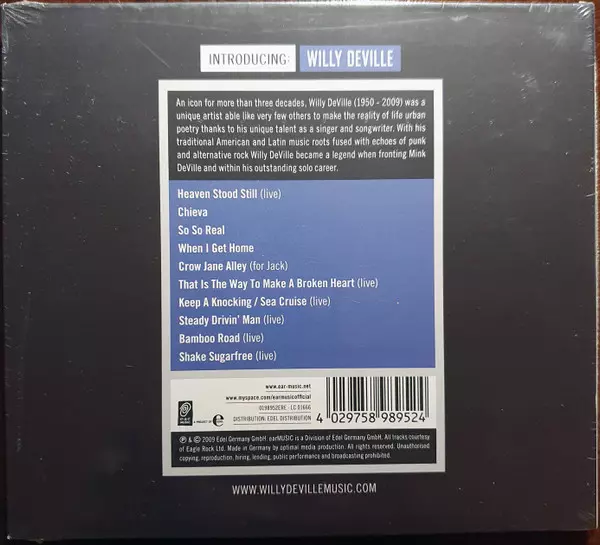 INTRODUCING: WILLY DEVILLE
An icon for more than three decades, Willy DeVille (1950 - 2009) was a
unique artist able like very few others to make the reality of life urban
poetry thanks to his unique talent as a singer and songwriter. With his
traditional American and Latin music roots fused with echoes of punk
and alternative rock Willy DeVille became a legend when fronting Mink
DeVille and within his outstanding solo career.
Heaven Stood Still (live)
Chieva
So So Real
When I Get Home
Crow Jane Alley (for Jack)
That Is The Way To Make A Broken Heart (live)
Keep A Knocking / Sea Cruise (live)
Steady Drivin' Man (live)
Bamboo Road (live)
Shake Sugarfree (live)
www.ear-music.net
www.myspace.com/earmusicofficial
0198952ERE - LC 01666
DISTRIBUTION: EDEL DISTRIBUTION
4 029758 989524
℗ & © 2009 Edel Germany GmbH. earMUSIC is a Division of Edel Germany GmbH. All tracks courtesy
of Eagle Rock Ltd. Made in Germany by optimal media production. All rights reserved. Unauthorised
copying, reproduction, hiring, lending, public performance and broadcasting prohibited.
WWW.WILLYDEVILLEMUSIC.COM